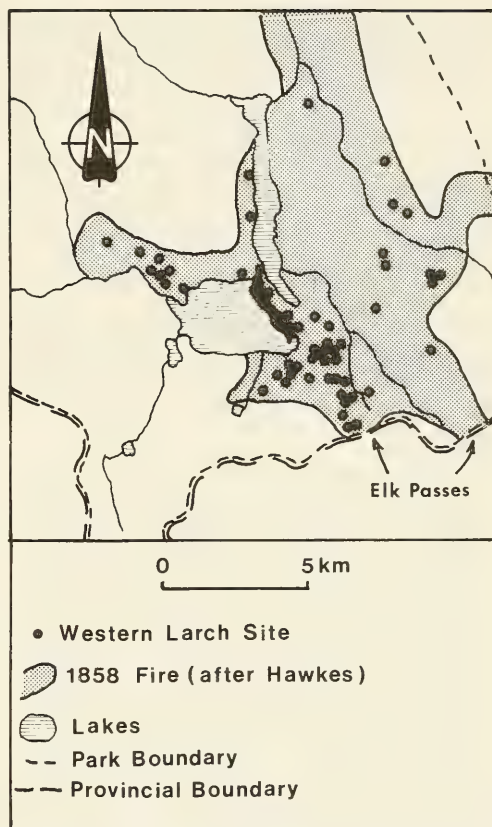 N
Elk Passes
0 5 km
Western Larch Site
1858 Fire (after Hawkes)
Lakes
Park Boundary
Provincial Boundary